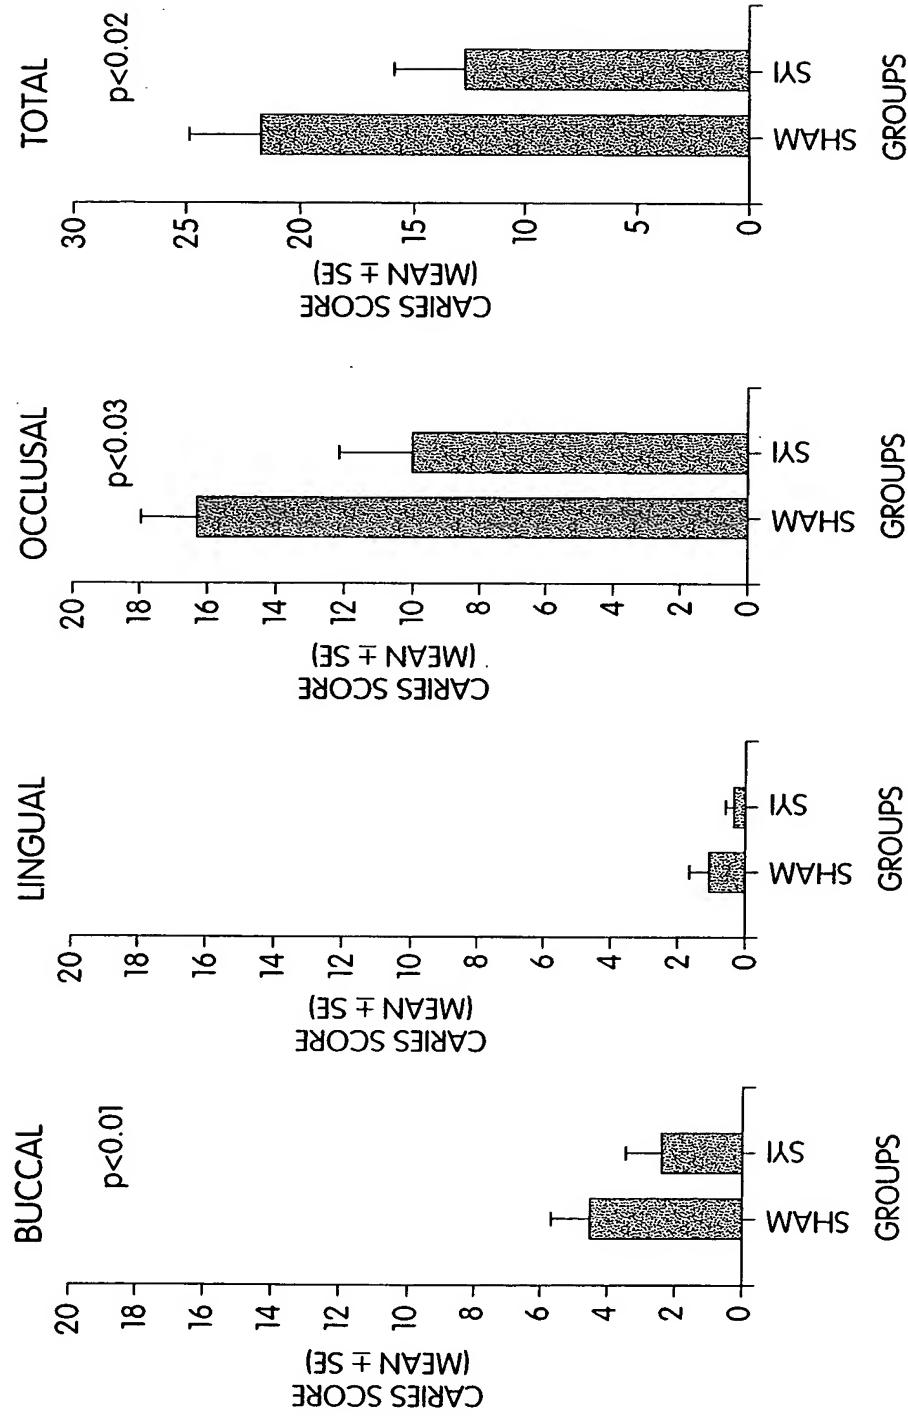 BUCCAL
p<0.01
CARIES SCORE
(MEAN ± SE)
20
18
16
14
12
10
8
6
4
2
0
SHAM
SYI
GROUPS
LINGUAL
CARIES SCORE
(MEAN ± SE)
20
18
16
14
12
10
8
6
4
2
0
SHAM
SYI
GROUPS
OCCLUSAL
p<0.03
CARIES SCORE
(MEAN ± SE)
20
18
16
14
12
10
8
6
4
2
0
SHAM
SYI
GROUPS
TOTAL
p<0.02
CARIES SCORE
(MEAN ± SE)
30
25
20
15
10
5
0
SHAM
SYI
GROUPS